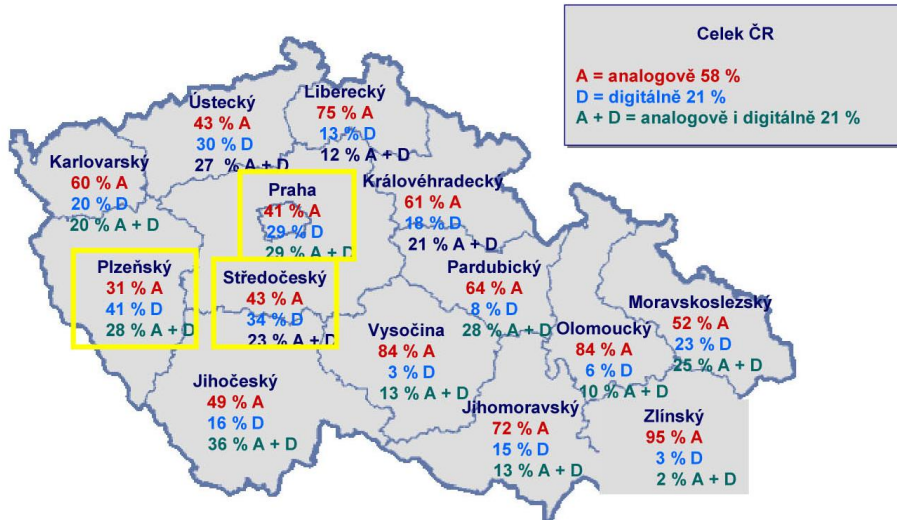 Celek ČR
A = analogově 58 %
D = digitálně 21 %
A + D = analogově i digitálně 21 %
Liberecký
75 % A
13 % D
12 % A + D
Ústecký
43 % A
30 % D
27 % A + D
Karlovarský
60 % A
20 % D
20 % A + D
Praha
41 % A
29 % D
29 % A + D
Královéhradecký
61 % A
18 % D
21 % A + D
Plzeňský
31 % A
41 % D
28 % A + D
Středočeský
43 % A
34 % D
23 % A + D
Pardubický
64 % A
8 % D
28 % A + D
Moravskoslezský
52 % A
23 % D
25 % A + D
Vysočina
84 % A
3 % D
13 % A + D
Olomoucký
84 % A
6 % D
10 % A + D
Jihočeský
49 % A
16 % D
36 % A + D
Jihomoravský
72 % A
15 % D
13 % A + D
Zlínský
95 % A
3 % D
2 % A + D